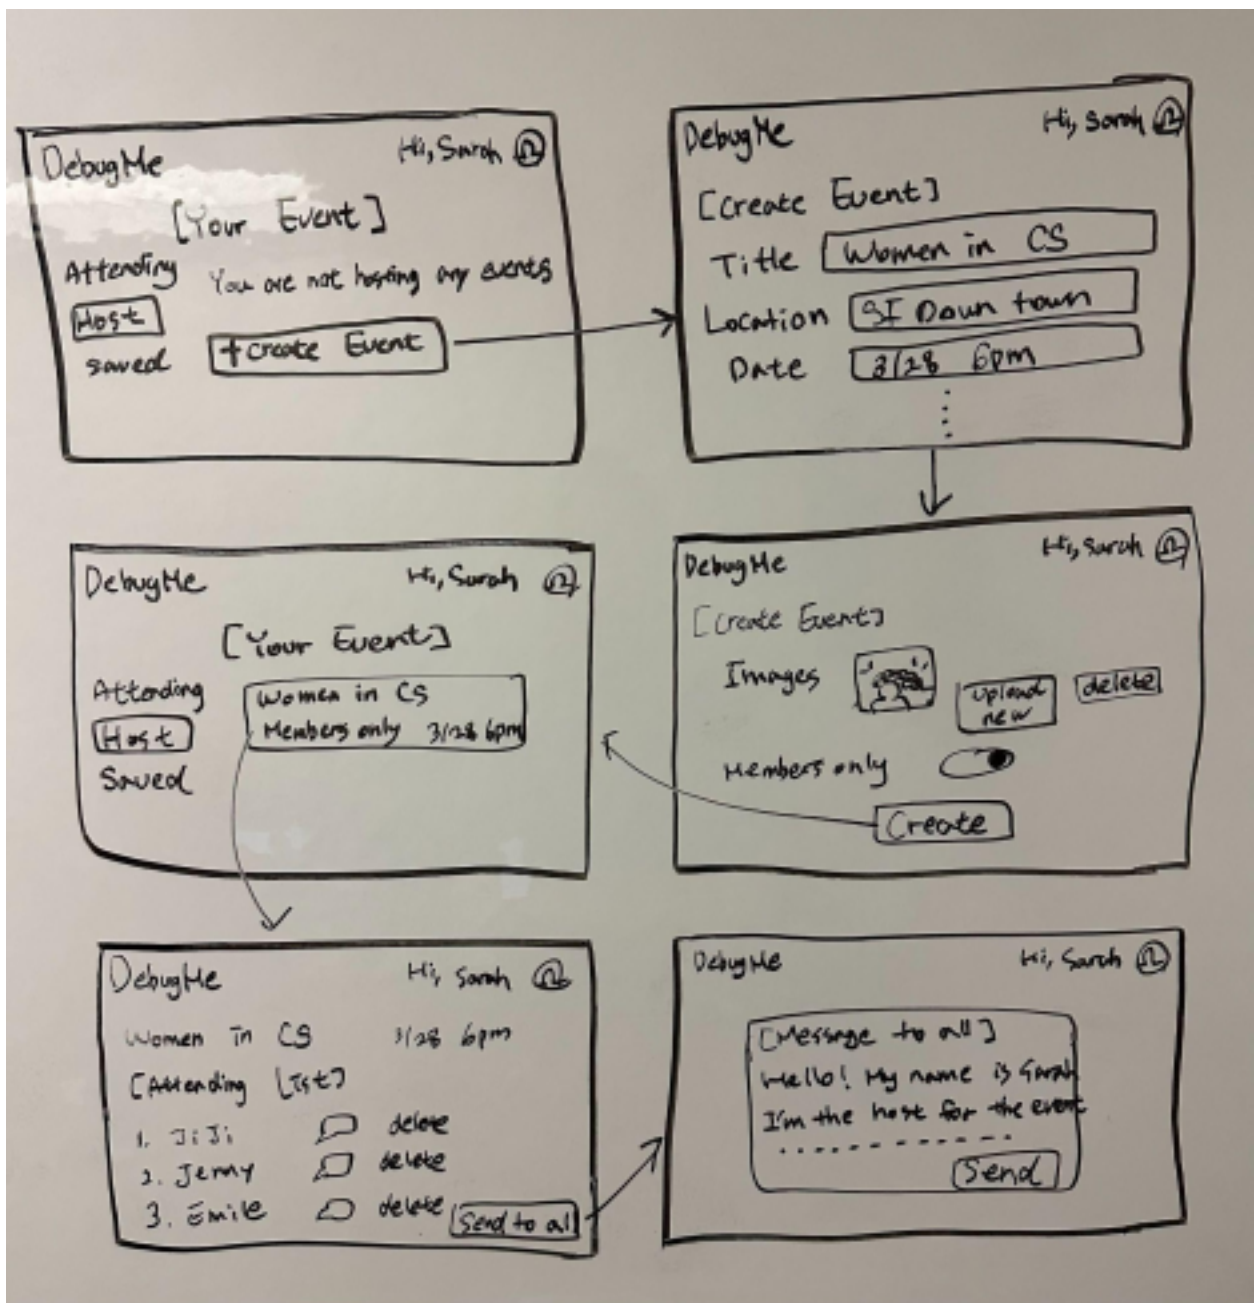 DebugMe Hi, Sarah
[Your Event]
Attending You are not hosting any events
Host
saved +Create Event
DebugMe Hi, Sarah
[Create Event]
Title Women in CS
Location SI Down town
Date 3/28 6pm
DebugMe Hi, Sarah
[Create Event]
Images upload new delete
Members only
Create
DebugMe Hi, Sarah
[Your Event]
Attending Women in CS
Host Members only 3/28 6pm
Saved
DebugMe Hi, Sarah
Women in CS 3/28 6pm
[Attending List]
1. JiJi delete
2. Jenny delete
3. Emile delete
Send to all
DebugMe Hi, Sarah
[Message to all]
Hello! My name is Sarah
I'm the host for the event
Send